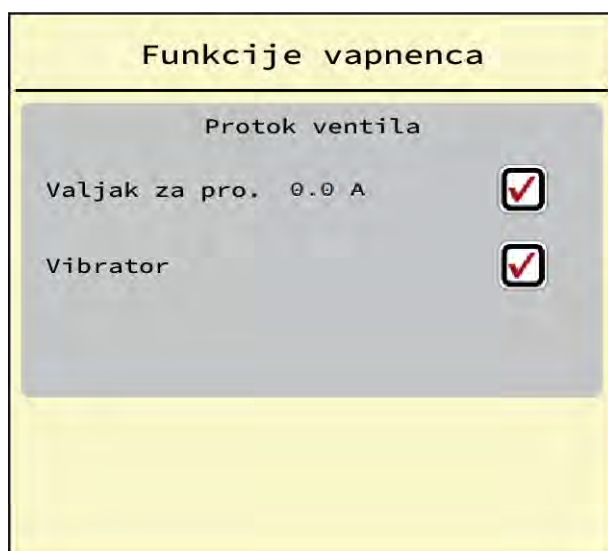 Funkcije vapnenca
Protok ventila
Valjak za pro. 0.0 A
Vibrator